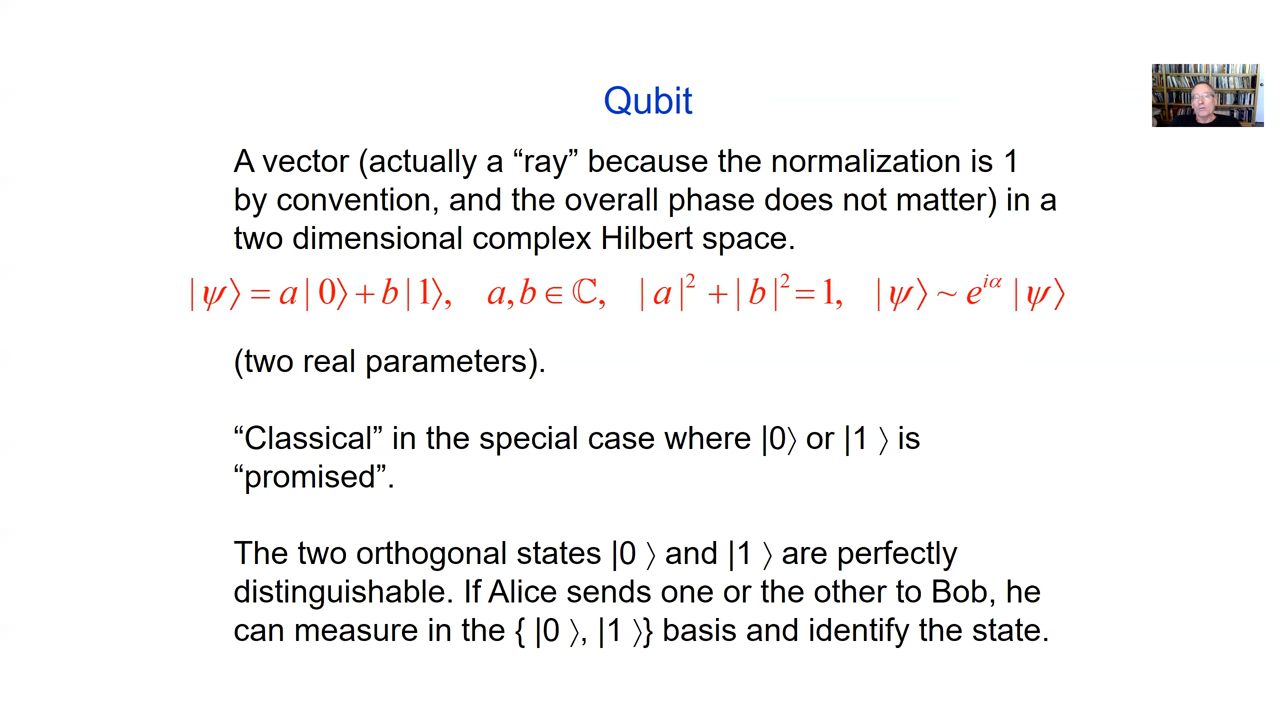 Qubit
A vector (actually a “ray” because the normalization is 1
by convention, and the overall phase does not matter) in a
two dimensional complex Hilbert space.
|ψ⟩ = a|0⟩ + b|1⟩, a,b ∈ ℂ, |a|² + |b|² = 1, |ψ⟩ ~ e^{iα} |ψ⟩
(two real parameters).
“Classical” in the special case where |0⟩ or |1 ⟩ is
“promised”.
The two orthogonal states |0 ⟩ and |1 ⟩ are perfectly
distinguishable. If Alice sends one or the other to Bob, he
can measure in the { |0 ⟩, |1 ⟩} basis and identify the state.